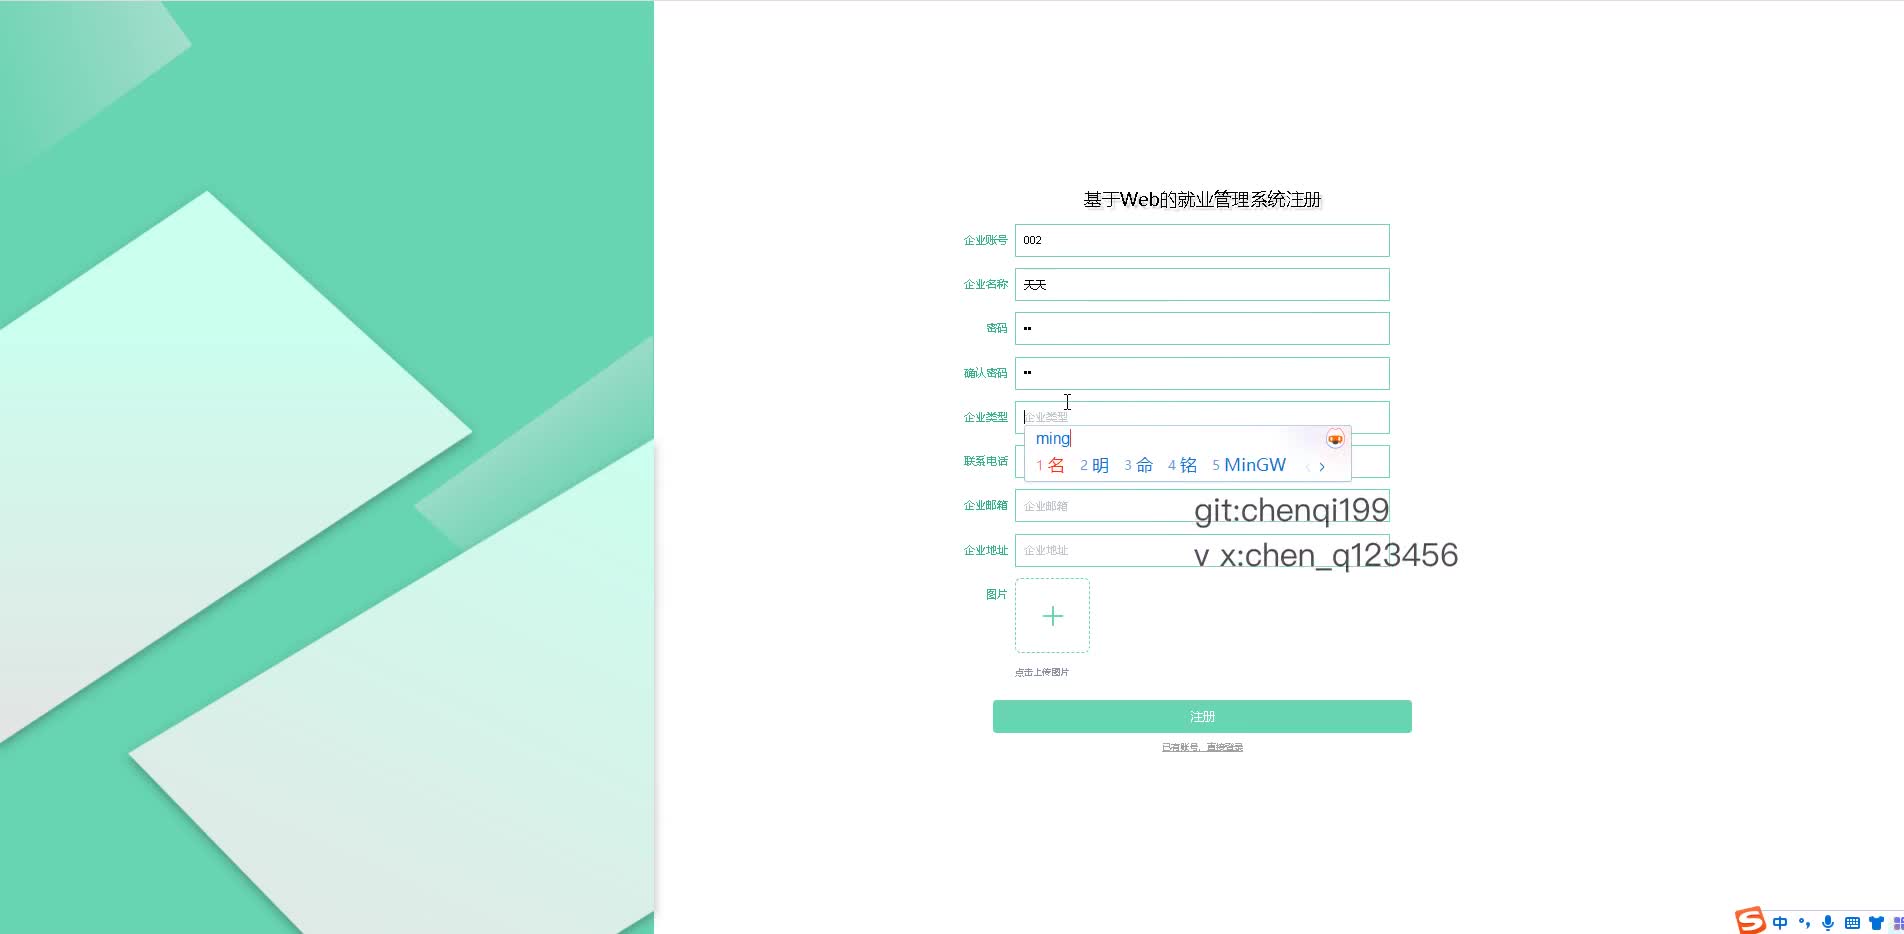 基于Web的就业管理系统注册
企业账号 002
企业名称 天天
密码 ••
确认密码 ••
企业类型 企业类型
ming
1 名 2 明 3 命 4 铭 5 MinGW
联系电话
企业邮箱 企业邮箱
git:chenqi199
企业地址 企业地址
v x:chen_q123456
图片
点击上传图片
注册
已有账号，直接登录
中